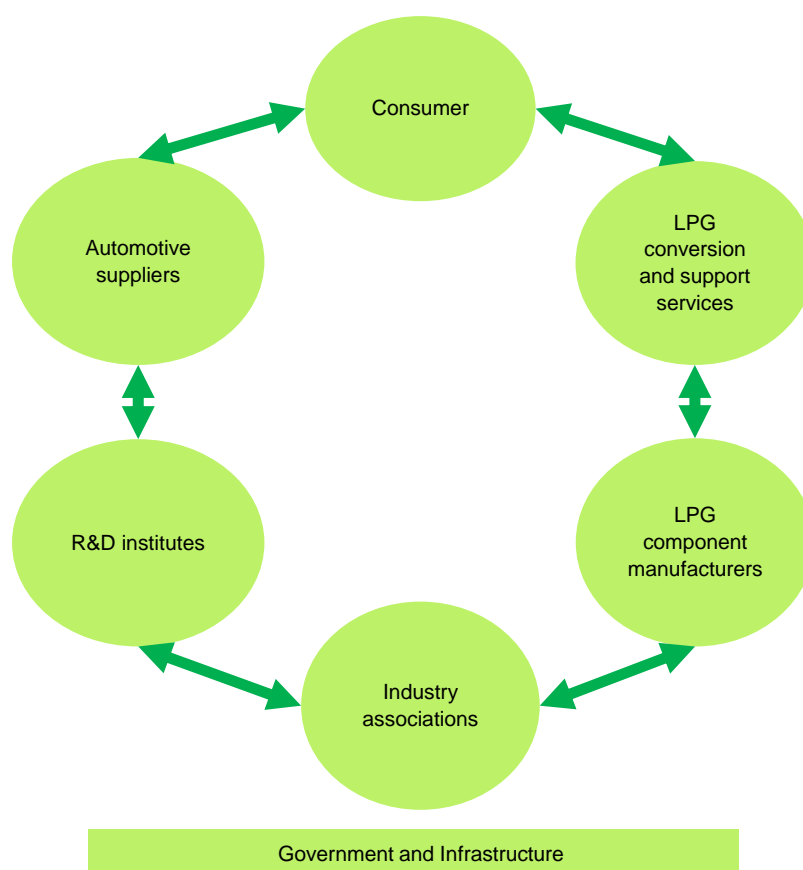 Consumer
Automotive
suppliers
LPG
conversion
and support
services
R&D institutes
LPG
component
manufacturers
Industry
associations
Government and Infrastructure